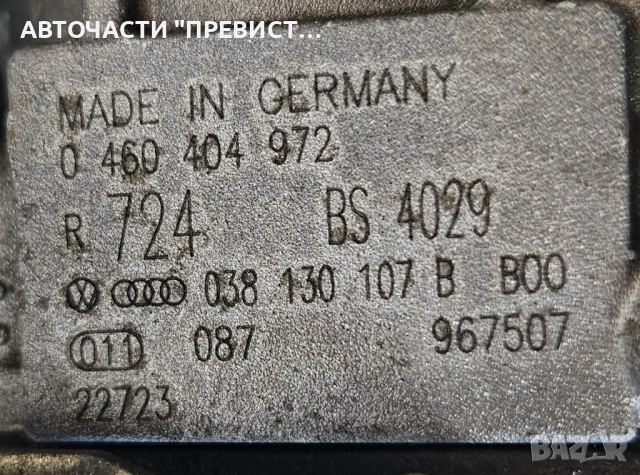 АВТОЧАСТИ "ПРЕВИСТ...
MADE IN GERMANY
0 460 404 972
R 724 BS 4029
038 130 107 B B00
011 087 967507
22723
BAZAR